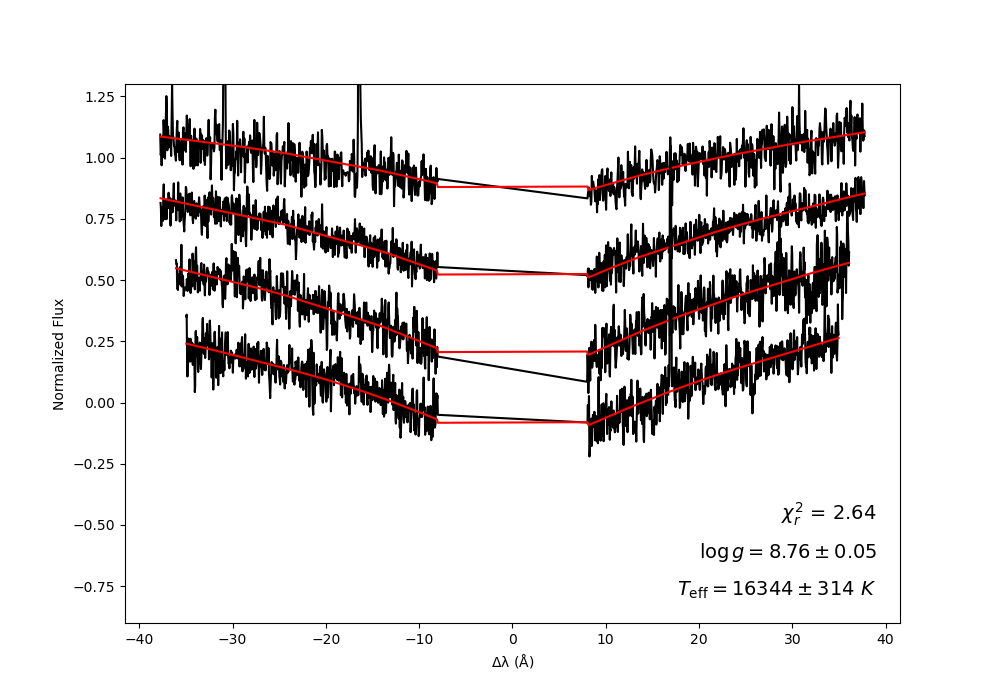 1.25
1.00
0.75
0.50
0.25
0.00
−0.25
−0.50
−0.75
Normalized Flux
χ²ᵣ = 2.64
log g = 8.76 ± 0.05
T_eff = 16344 ± 314 K
−40 −30 −20 −10 0 10 20 30 40
Δλ (Å)